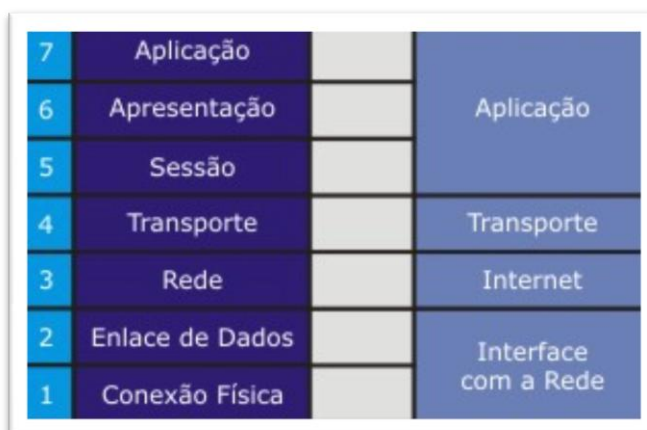 7 Aplicação
6 Apresentação Aplicação
5 Sessão
4 Transporte Transporte
3 Rede Internet
2 Enlace de Dados Interface
com a Rede
1 Conexão Física